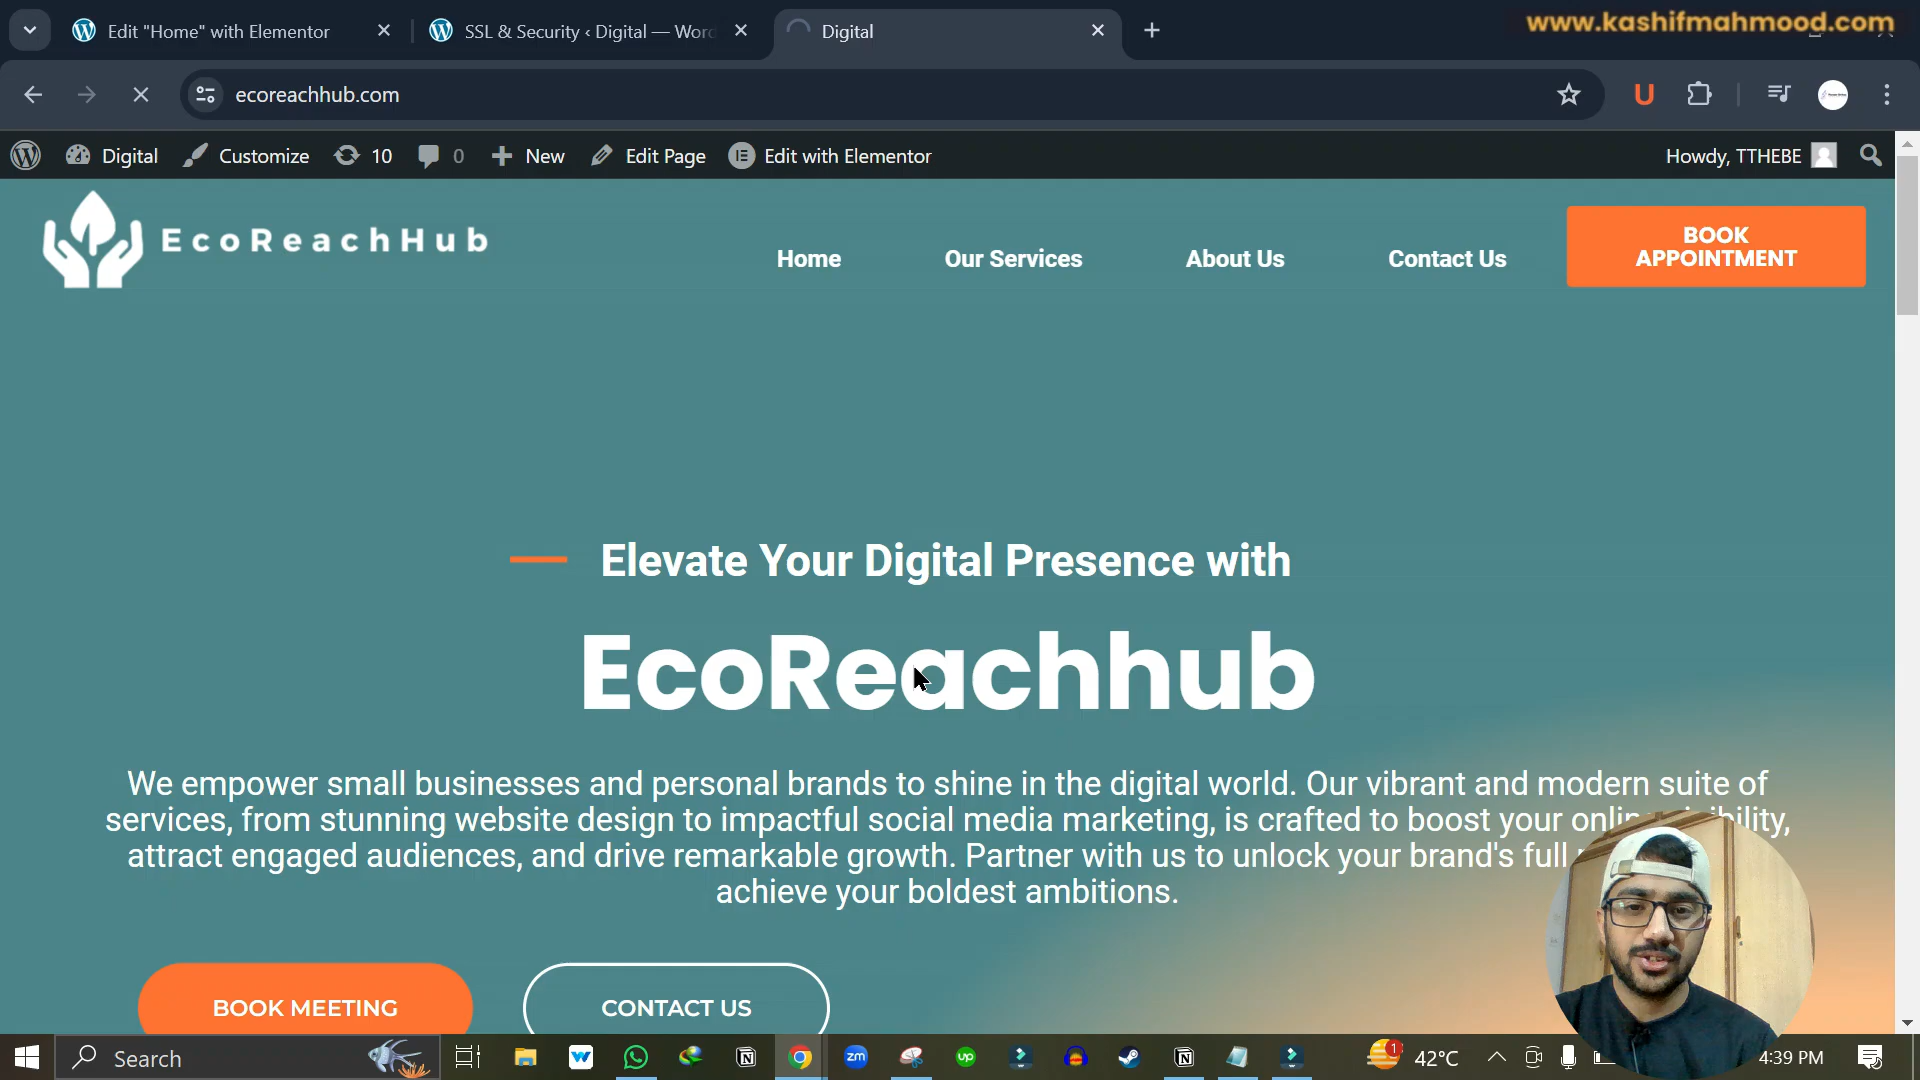 Edit "Home" with Elementor
SSL & Security ‹ Digital — Word
Digital
www.kashifmahmood.com
ecoreachhub.com
U
Digital
Customize
10
0
New
Edit Page
Edit with Elementor
Howdy, TTHEBE
EcoReachHub
Home
Our Services
About Us
Contact Us
BOOK
APPOINTMENT
Elevate Your Digital Presence with
EcoReachhub
We empower small businesses and personal brands to shine in the digital world. Our vibrant and modern suite of
services, from stunning website design to impactful social media marketing, is crafted to boost your online
attract engaged audiences, and drive remarkable growth. Partner with us to unlock your brand's full
achieve your boldest ambitions.
BOOK MEETING
CONTACT US
Search
W
zm
up
1
42°C
4:39 PM